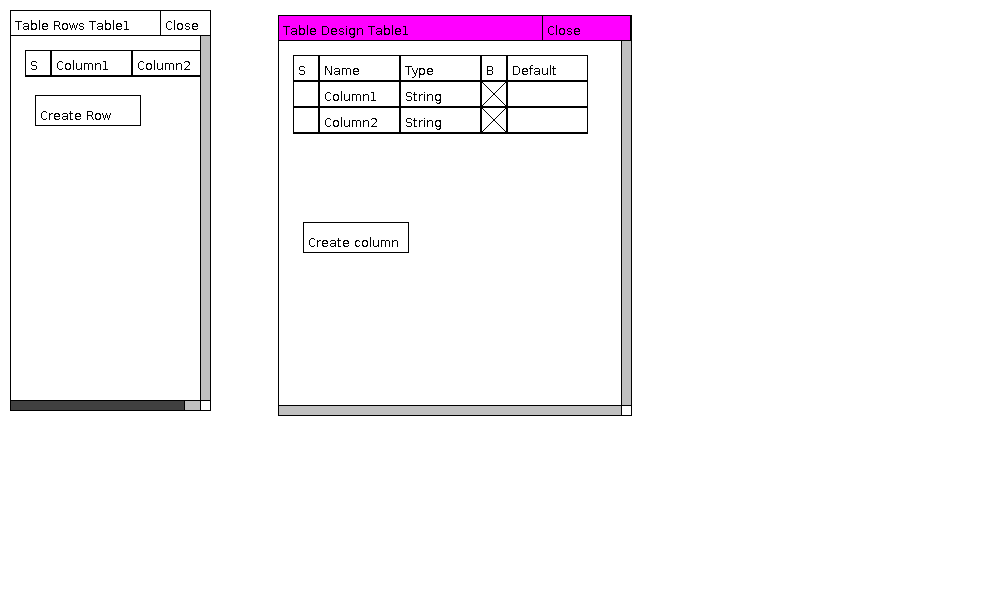 Table Rows Table1 Close
S Column1 Column2
Create Row
Table Design Table1 Close
S Name Type B Default
Column1 String
Column2 String
Create column